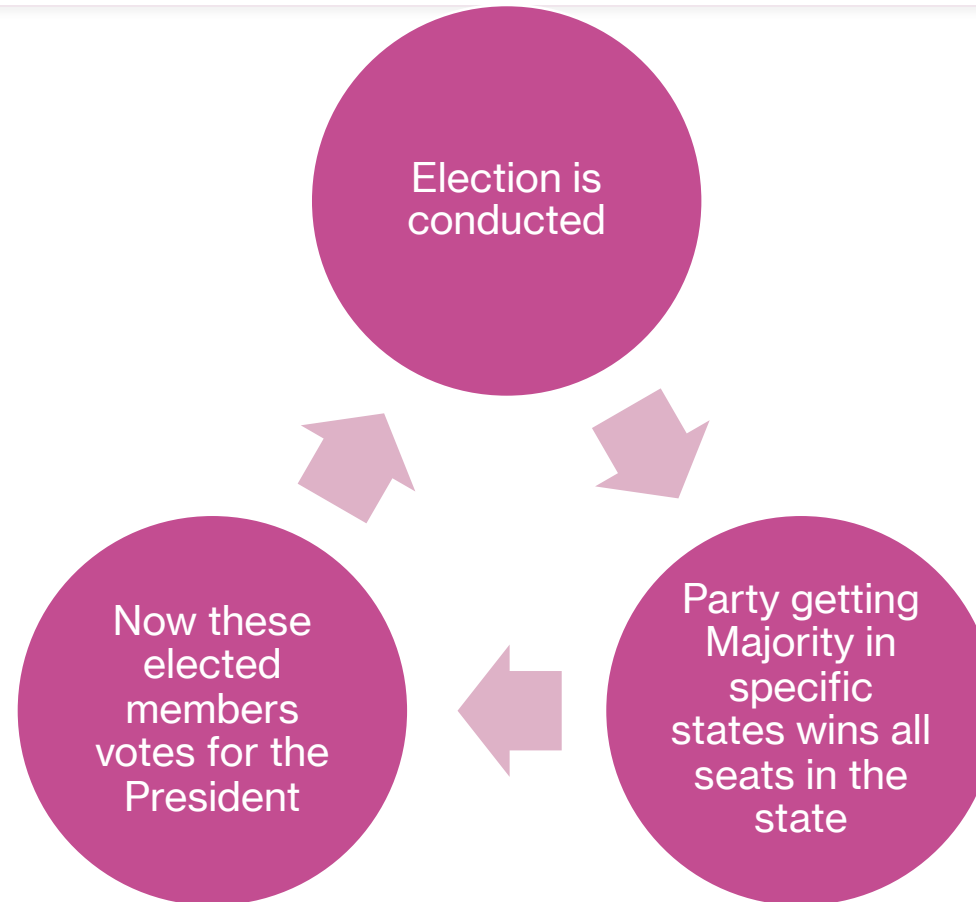 Election is
conducted
Party getting
Majority in
specific
states wins all
seats in the
state
Now these
elected
members
votes for the
President